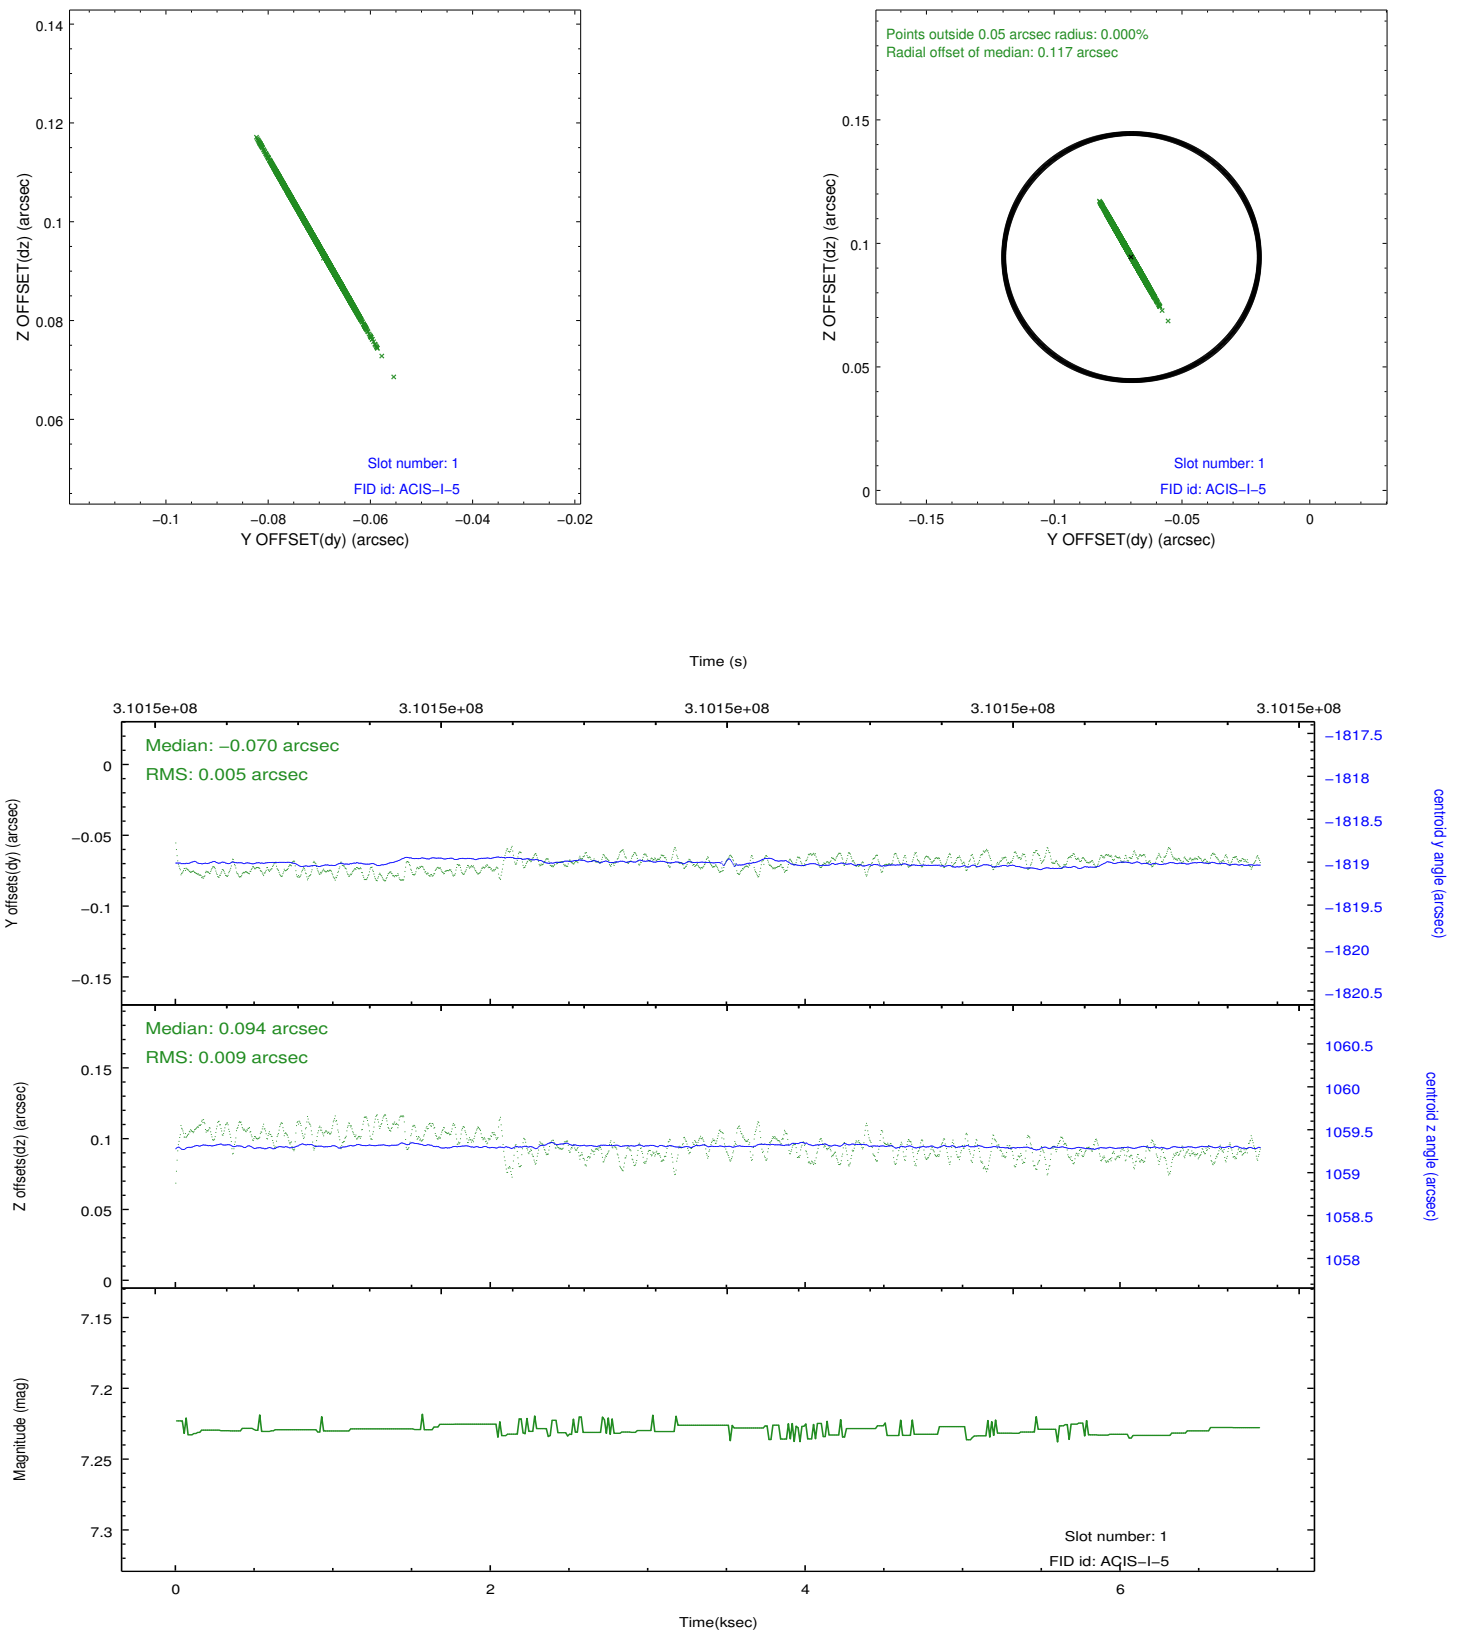 0.14
0.12
0.1
0.08
0.06
Z OFFSET(dz) (arcsec)
Slot number: 1
FID id: ACIS−I−5
−0.1
−0.08
−0.06
−0.04
−0.02
Y OFFSET(dy) (arcsec)
Points outside 0.05 arcsec radius: 0.000%
Radial offset of median: 0.117 arcsec
0.15
0.1
0.05
0
Z OFFSET(dz) (arcsec)
Slot number: 1
FID id: ACIS−I−5
−0.15
−0.1
−0.05
0
Y OFFSET(dy) (arcsec)
Time (s)
3.1015e+08
3.1015e+08
3.1015e+08
3.1015e+08
3.1015e+08
Median: −0.070 arcsec
RMS: 0.005 arcsec
0
−0.05
−0.1
−0.15
Y offsets(dy) (arcsec)
−1817.5
−1818
−1818.5
−1819
−1819.5
−1820
−1820.5
centroid y angle (arcsec)
Median: 0.094 arcsec
RMS: 0.009 arcsec
0.15
0.1
0.05
0
Z offsets(dz) (arcsec)
1060.5
1060
1059.5
1059
1058.5
1058
centroid z angle (arcsec)
7.15
7.2
7.25
7.3
Magnitude (mag)
Slot number: 1
FID id: ACIS−I−5
0
2
4
6
Time(ksec)